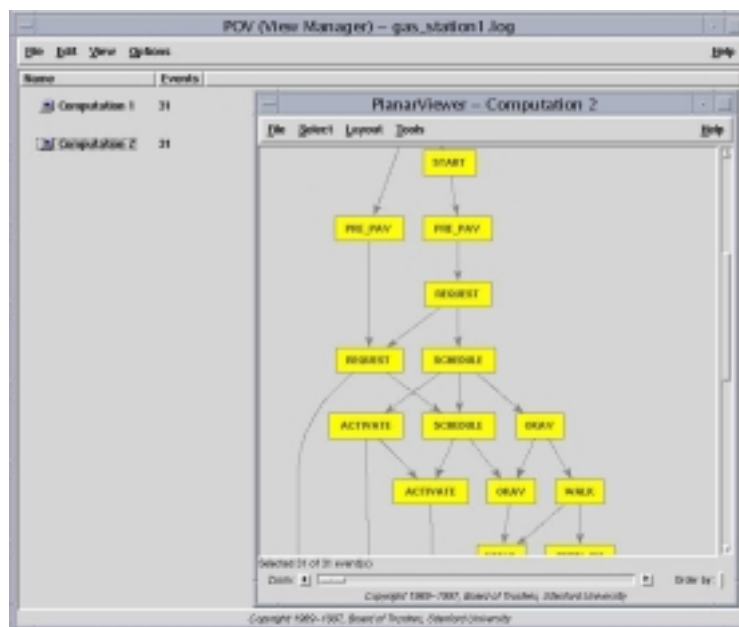 POV (View Manager) – gas_station1.log
File Edit View Options Help
Name Events
Computation 1 31
Computation 2 31
PlanarViewer – Computation 2
File Select Layout Tools Help
START
PRE_PAY PRE_PAY
REQUEST
REQUEST SCHEDULE
ACTIVATE SCHEDULE OKAY
ACTIVATE OKAY WALK
Selected 31 of 31 event(s)
Zoom: Order by:
Copyright 1989–1997, Board of Trustees, Stanford University
Copyright 1989–1997, Board of Trustees, Stanford University